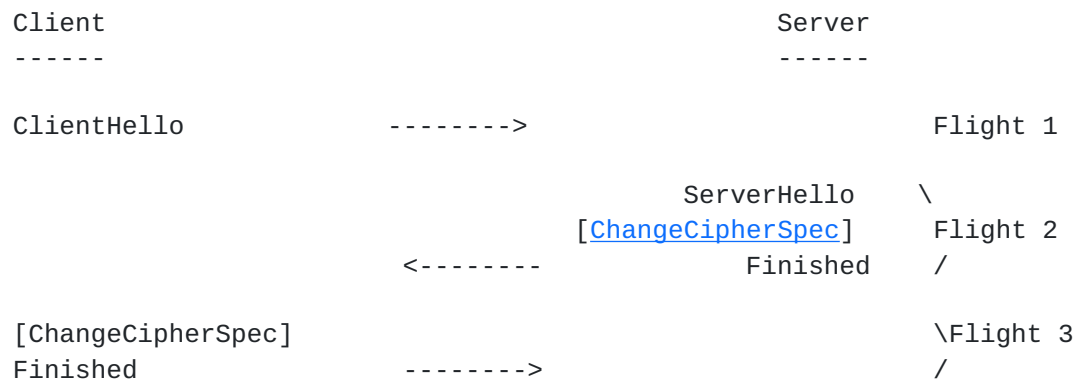 Client                                             Server
------                                             ------
ClientHello               -------->                           Flight 1
ServerHello    \
[ChangeCipherSpec]     Flight 2
<--------             Finished    /
[ChangeCipherSpec]                                           \Flight 3
Finished                  -------->                           /